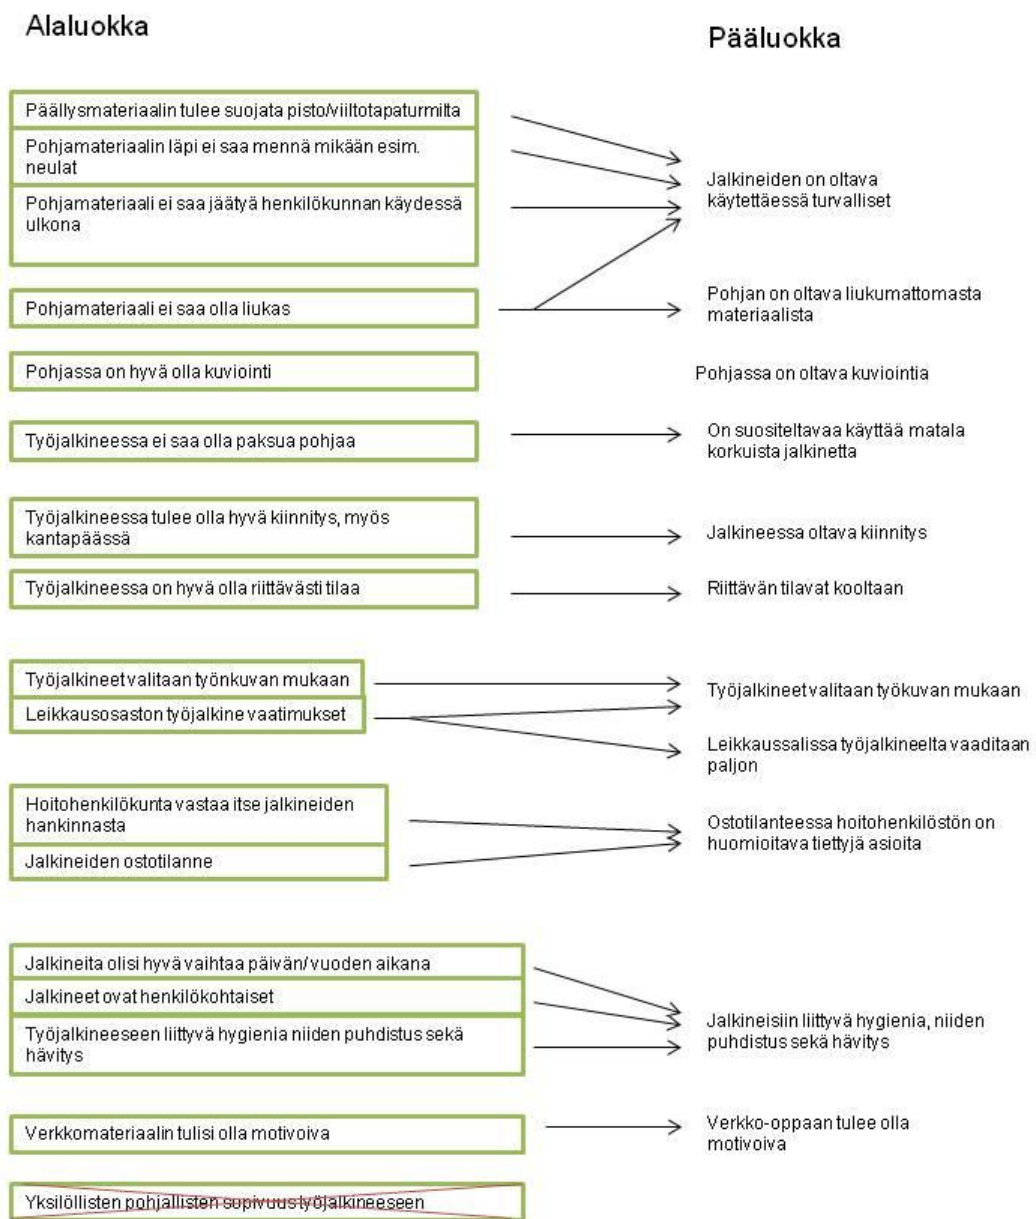 Alaluokka
Pääluokka
Päällysmateriaalin tulee suojata pisto/viiltotapaturmilta
Pohjamateriaalin läpi ei saa mennä mikään esim.
neulat
Pohjamateriaali ei saa jäätyä henkilökunnan käydessä
ulkona
Jalkineiden on oltava
käytettäessä turvalliset
Pohjamateriaali ei saa olla liukas
Pohjan on oltava liukumattomasta
materiaalista
Pohjassa on hyvä olla kuviointi
Pohjassa on oltava kuviointia
Työjalkineessa ei saa olla paksua pohjaa
On suositeltavaa käyttää matala
korkuista jalkinetta
Työjalkineessa tulee olla hyvä kiinnitys, myös
kantapäässä
Jalkineessa oltava kiinnitys
Työjalkineessa on hyvä olla riittävästi tilaa
Riittävän tilavat kooltaan
Työjalkineet valitaan työnkuvan mukaan
Leikkausosaston työjalkine vaatimukset
Työjalkineet valitaan työkuvan mukaan
Leikkaussalissa työjalkineelta vaaditaan
paljon
Hoitohenkilökunta vastaa itse jalkineiden
hankinnasta
Jalkineiden ostotilanne
Ostotilanteessa hoitohenkilöstön on
huomioitava tiettyjä asioita
Jalkineita olisi hyvä vaihtaa päivän/ vuoden aikana
Jalkineet ovat henkilökohtaiset
Työjalkineeseen liittyvä hygienia niiden puhdistus sekä
hävitys
Jalkineisiin liittyvä hygienia, niiden
puhdistus sekä hävitys
Verkkomateriaalin tulisi olla motivoiva
Verkko-oppaan tulee olla
motivoiva
Yksilöllisten pohjallisten sopivuus työjalkineeseen